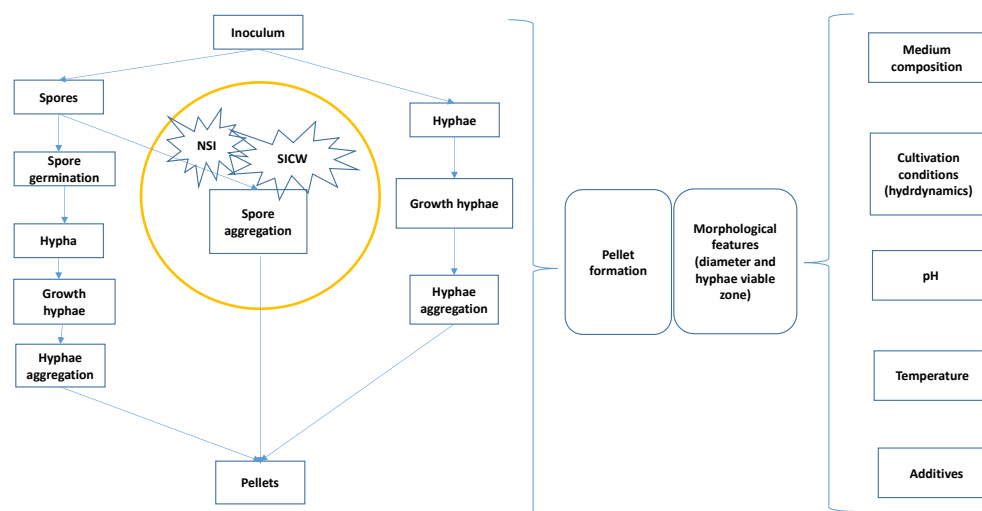 Inoculum
Spores
Spore
germination
Hypha
Growth
hyphae
Hyphae
aggregation
NSI
SICW
Spore
aggregation
Hyphae
Growth hyphae
Hyphae
aggregation
Pellets
Pellet
formation
Morphological
features
(diameter and
hyphae viable
zone)
Medium
composition
Cultivation
conditions
(hydrdynamics)
pH
Temperature
Additives